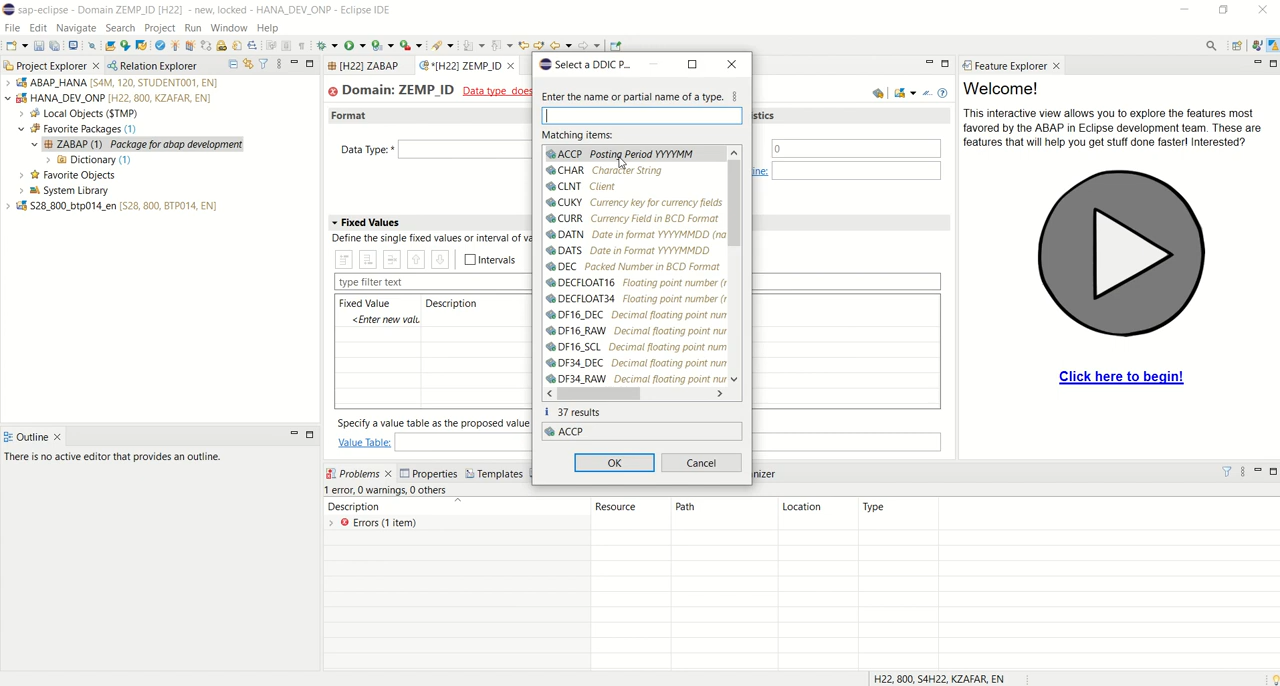 sap-eclipse - Domain ZEMP_ID [H22] - new, locked - HANA_DEV_ONP - Eclipse IDE
File Edit Navigate Search Project Run Window Help
Project Explorer
Relation Explorer
ABAP_HANA [S4M, 120, STUDENT001, EN]
HANA_DEV_ONP [H22, 800, KZAFAR, EN]
Local Objects ($TMP)
Favorite Packages (1)
ZABAP (1) Package for abap development
Dictionary (1)
Favorite Objects
System Library
S28_800_btp014_en [S28, 800, BTP014, EN]
Outline
There is no active editor that provides an outline.
[H22] ZABAP
*[H22] ZEMP_ID
Domain: ZEMP_ID Data type does
Format
Data Type: *
stics
0
ine:
Fixed Values
Define the single fixed values or interval of va
Intervals
type filter text
Fixed Value Description
<Enter new valu
Specify a value table as the proposed value
Value Table:
Select a DDIC P...
Enter the name or partial name of a type.
Matching items:
ACCP Posting Period YYYYMM
CHAR Character String
CLNT Client
CUKY Currency key for currency fields
CURR Currency Field in BCD Format
DATN Date in format YYYYMMDD (na
DATS Date in Format YYYYMMDD
DEC Packed Number in BCD Format
DECFLOAT16 Floating point number (r
DECFLOAT34 Floating point number (r
DF16_DEC Decimal floating point nur
DF16_RAW Decimal floating point nur
DF16_SCL Decimal floating point num
DF34_DEC Decimal floating point num
DF34_RAW Decimal floating point nur
37 results
ACCP
OK Cancel
Feature Explorer
Welcome!
This interactive view allows you to explore the features most
favored by the ABAP in Eclipse development team. These are
features that will help you get stuff done faster! Interested?
Click here to begin!
Problems Properties Templates nizer
1 error, 0 warnings, 0 others
Description Resource Path Location Type
Errors (1 item)
H22, 800, S4H22, KZAFAR, EN